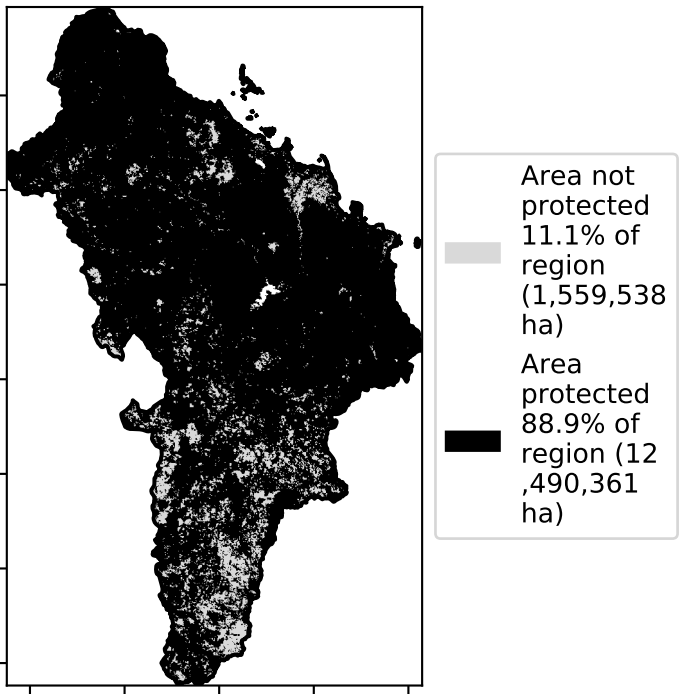 Area not
protected
11.1% of
region
(1,559,538
ha)
Area
protected
88.9% of
region (12
,490,361
ha)